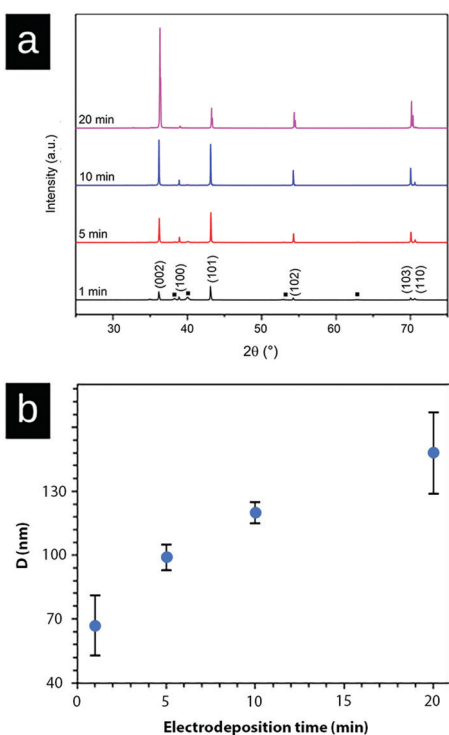 a
20 min
10 min
5 min
1 min
(002)
(100)
(101)
(102)
(103)
(110)
Intensity (a.u.)
30 40 50 60 70
2θ (°)
b
130
100
70
40
D (nm)
0 5 10 15 20
Electrodeposition time (min)